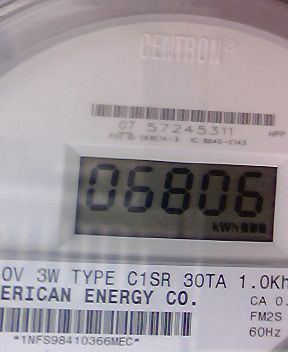 CENTRON®
07 57245311
06806
kWh 888
0V 3W TYPE C1SR 30TA 1.0Kh
ERICAN ENERGY CO.
CA 0.
FM2S
60Hz
*1NFS98410366MEC*